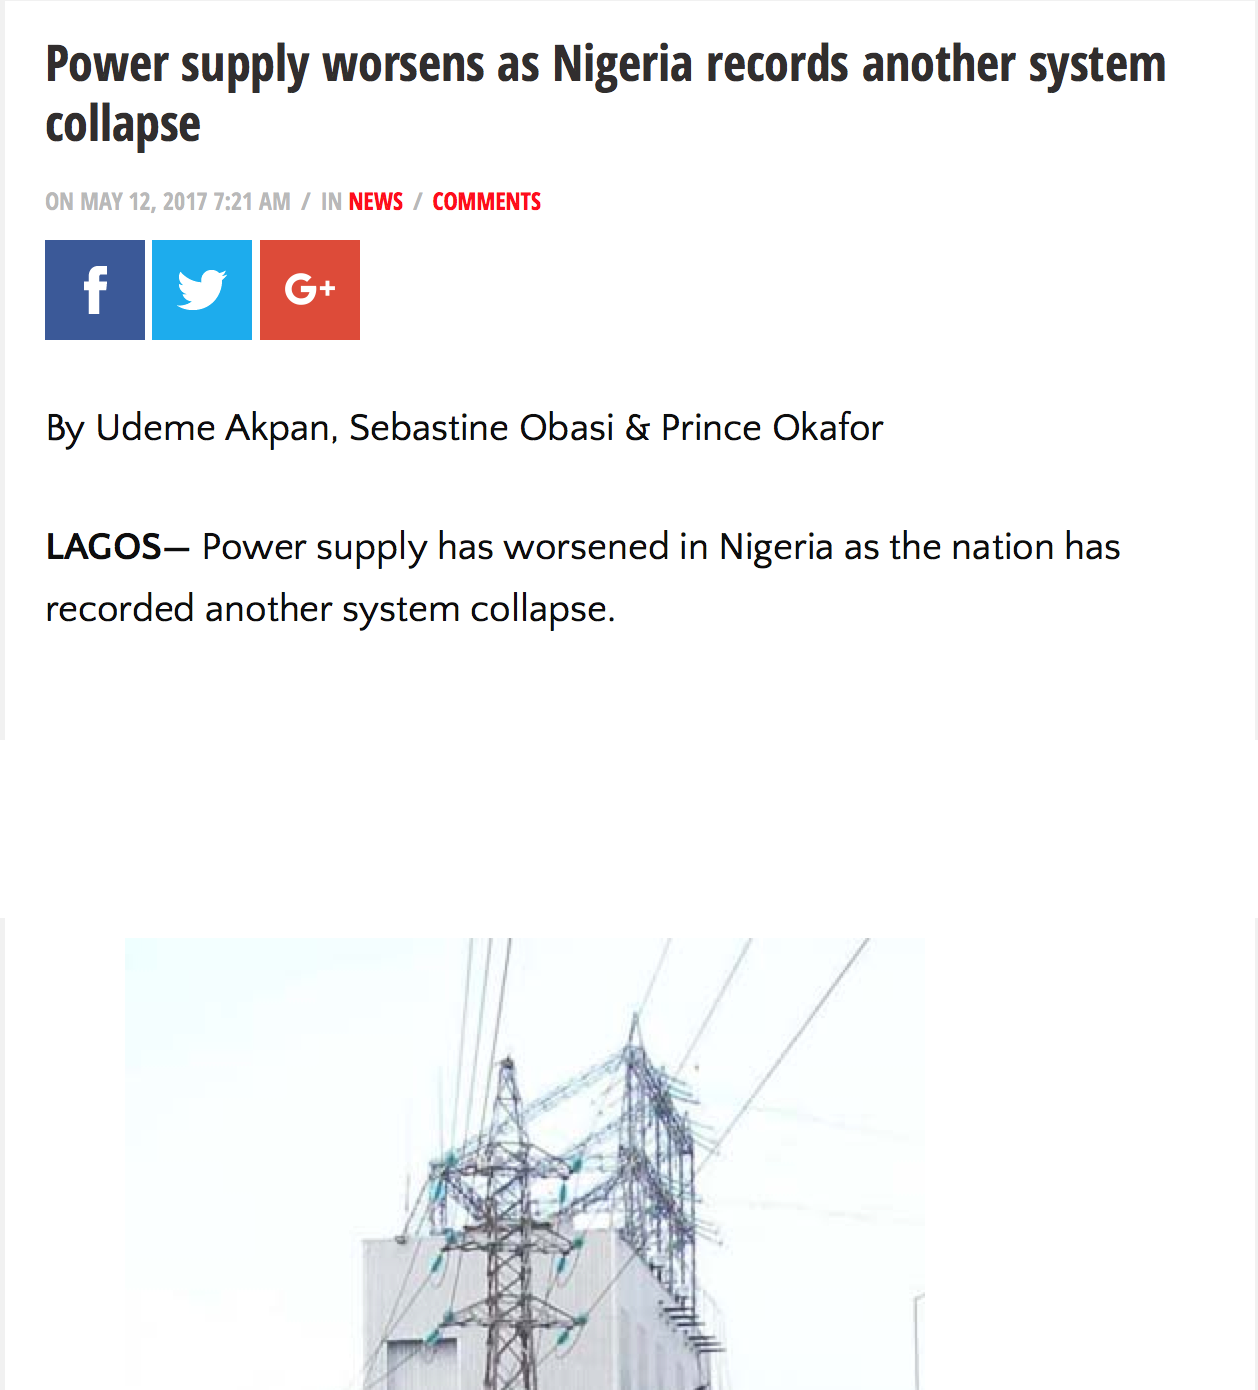 Power supply worsens as Nigeria records another system
collapse
ON MAY 12, 2017 7:21 AM / IN NEWS / COMMENTS
f G+
By Udeme Akpan, Sebastine Obasi & Prince Okafor
LAGOS— Power supply has worsened in Nigeria as the nation has
recorded another system collapse.